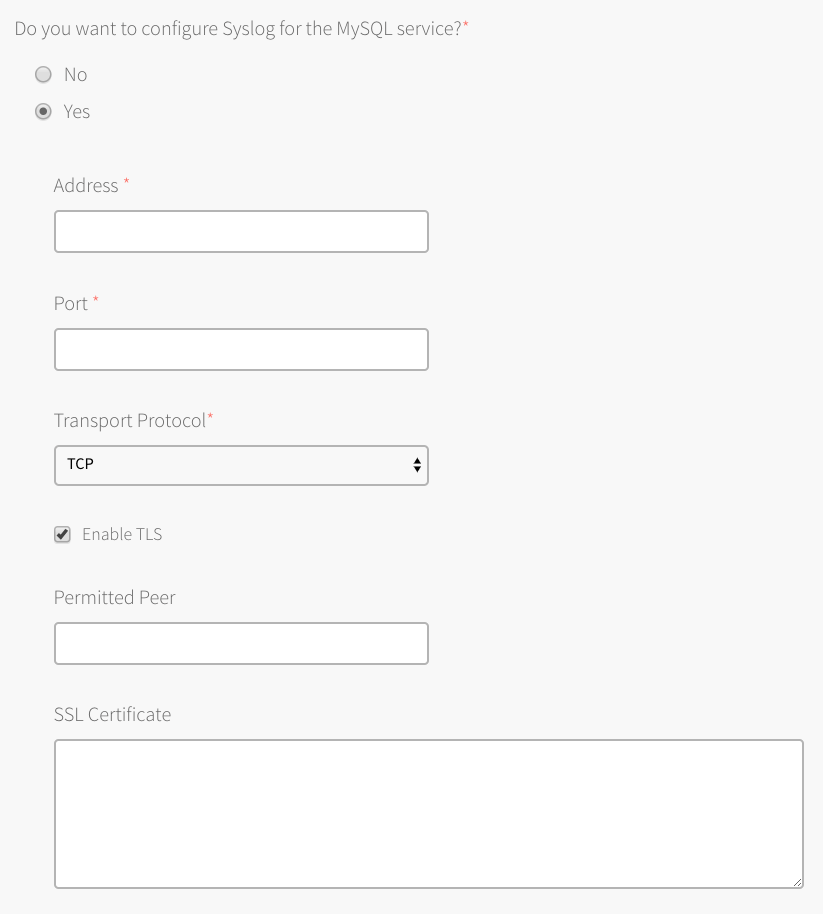 Do you want to configure Syslog for the MySQL service?*
No
Yes
Address *
Port *
Transport Protocol*
TCP
Enable TLS
Permitted Peer
SSL Certificate